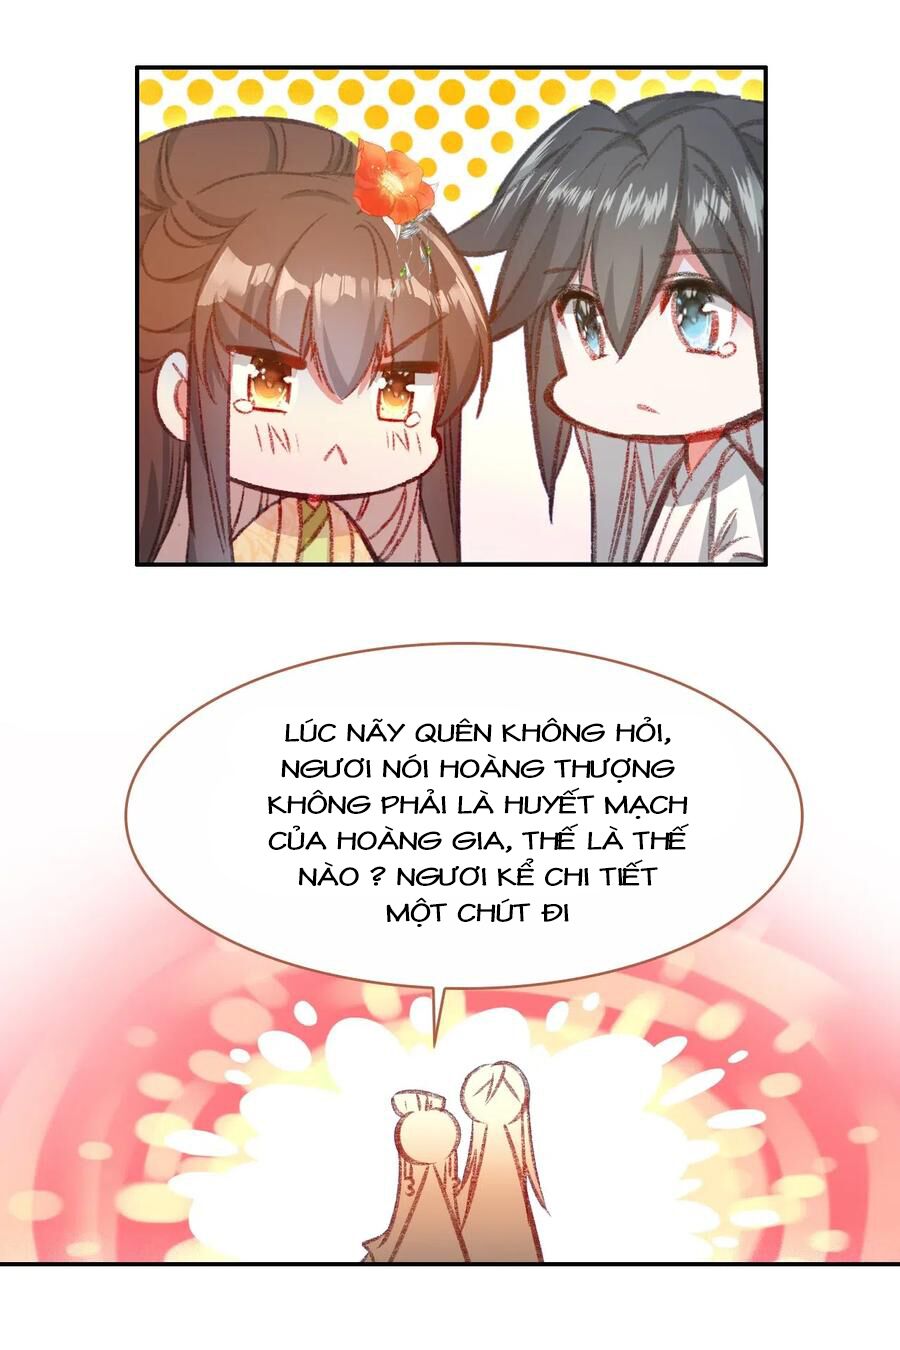 LÚC NÃY QUÊN KHÔNG HỎI,
NGƯƠI NÓI HOÀNG THƯỢNG
KHÔNG PHẢI LÀ HUYẾT MẠCH
CỦA HOÀNG GIA, THẾ LÀ THẾ
NÀO ? NGƯƠI KỂ CHI TIẾT
MỘT CHÚT ĐI